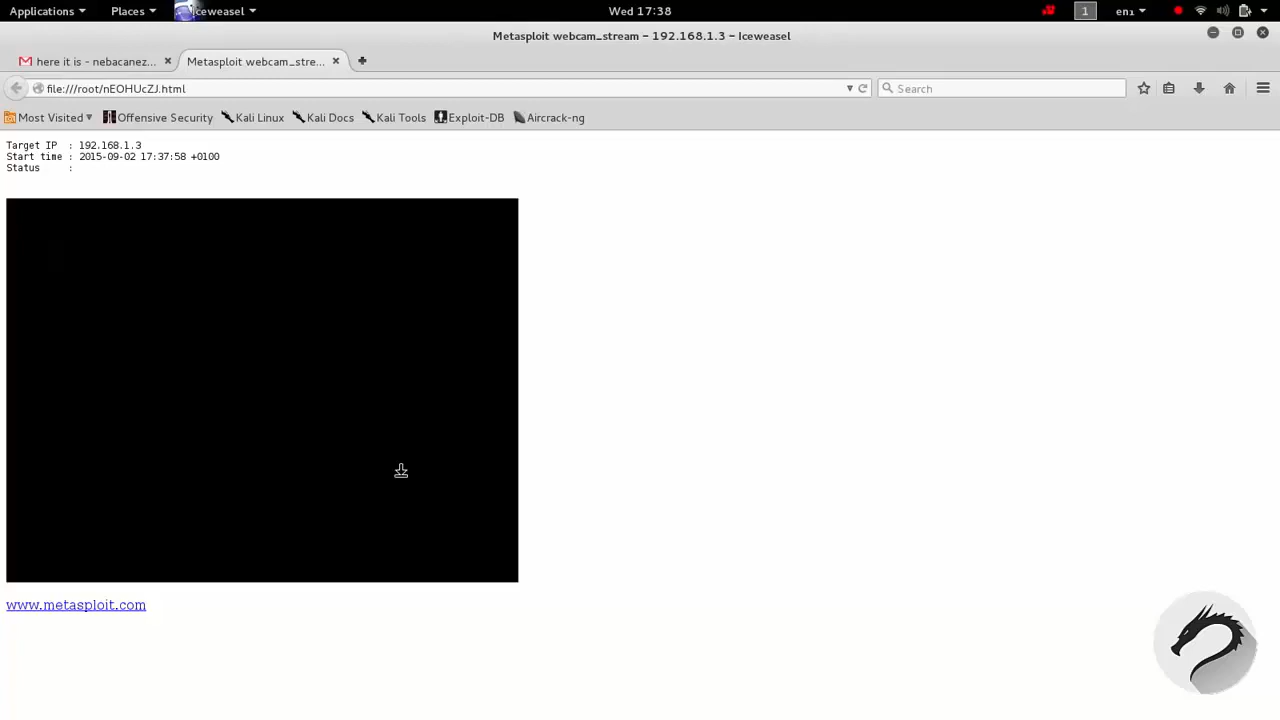 Applications
Places
Iceweasel
Wed 17:38
1
en1
Metasploit webcam_stream - 192.168.1.3 - Iceweasel
here it is - nebacanez...
Metasploit webcam_stre...
file:///root/nEOHUcZJ.html
Search
Most Visited
Offensive Security
Kali Linux
Kali Docs
Kali Tools
Exploit-DB
Aircrack-ng
Target IP : 192.168.1.3
Start time : 2015-09-02 17:37:58 +0100
Status :
www.metasploit.com